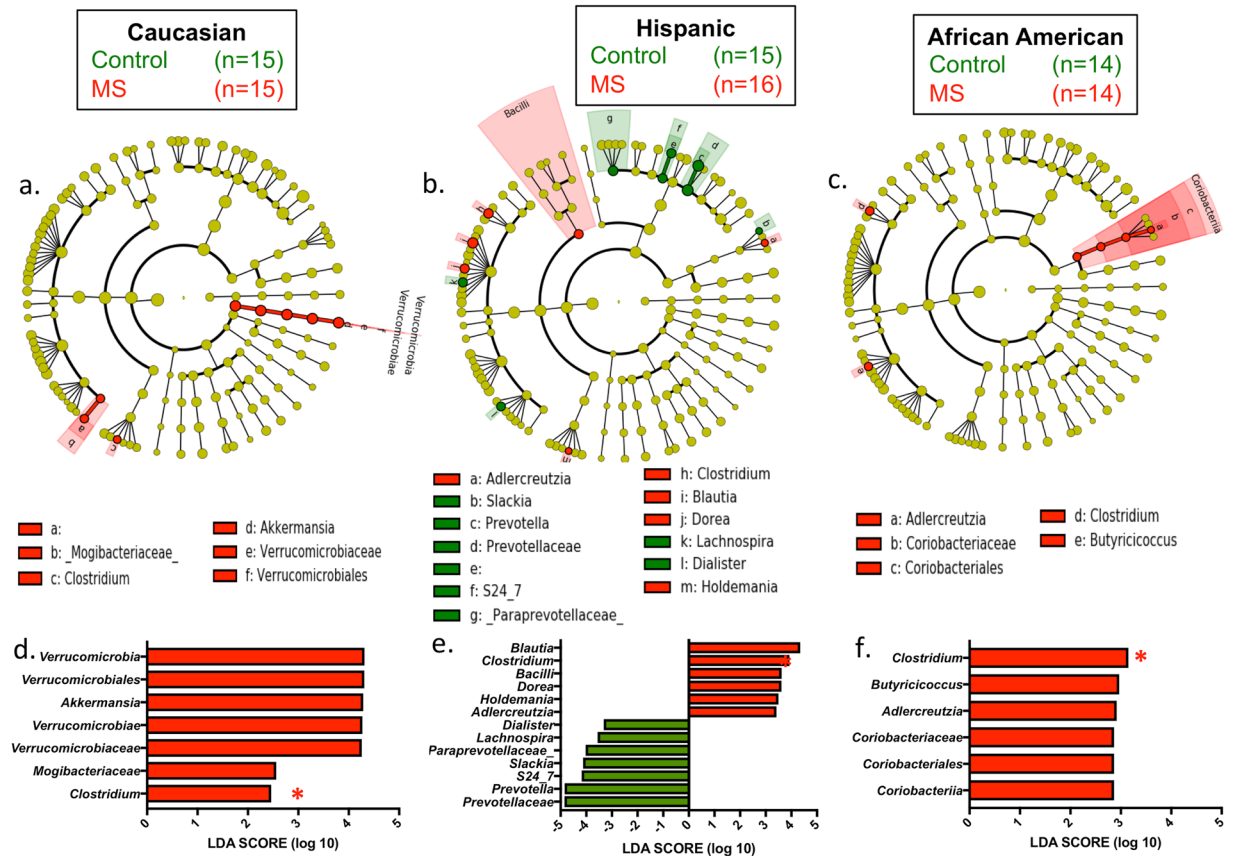 Caucasian
Control (n=15)
MS (n=15)
Hispanic
Control (n=15)
MS (n=16)
African American
Control (n=14)
MS (n=14)
a.
Verrucomicrobia
Verrucomicrobiae
d
e
f
a
b
c
b.
Bacilli
g
f
e
d
c
b
a
h
i
j
k
l
m
c.
Coriobacteriia
c
b
a
d
e
a:
b: _Mogibacteriaceae_
c: Clostridium
d: Akkermansia
e: Verrucomicrobiaceae
f: Verrucomicrobiales
a: Adlercreutzia
b: Slackia
c: Prevotella
d: Prevotellaceae
e:
f: S24_7
g: _Paraprevotellaceae_
h: Clostridium
i: Blautia
j: Dorea
k: Lachnospira
l: Dialister
m: Holdemania
a: Adlercreutzia
b: Coriobacteriaceae
c: Coriobacteriales
d: Clostridium
e: Butyricicoccus
d.
Verrucomicrobia
Verrucomicrobiales
Akkermansia
Verrucomicrobiae
Verrucomicrobiaceae
Mogibacteriaceae
Clostridium *
0 1 2 3 4 5
LDA SCORE (log 10)
e.
Blautia
Clostridium *
Bacilli
Dorea
Holdemania
Adlercreutzia
Dialister
Lachnospira
Paraprevotellaceae_
Slackia
S24_7
Prevotella
Prevotellaceae
-5 -4 -3 -2 -1 0 1 2 3 4 5
LDA SCORE (log 10)
f.
Clostridium *
Butyricicoccus
Adlercreutzia
Coriobacteriaceae
Coriobacteriales
Coriobacteriia
0 1 2 3 4 5
LDA SCORE (log 10)